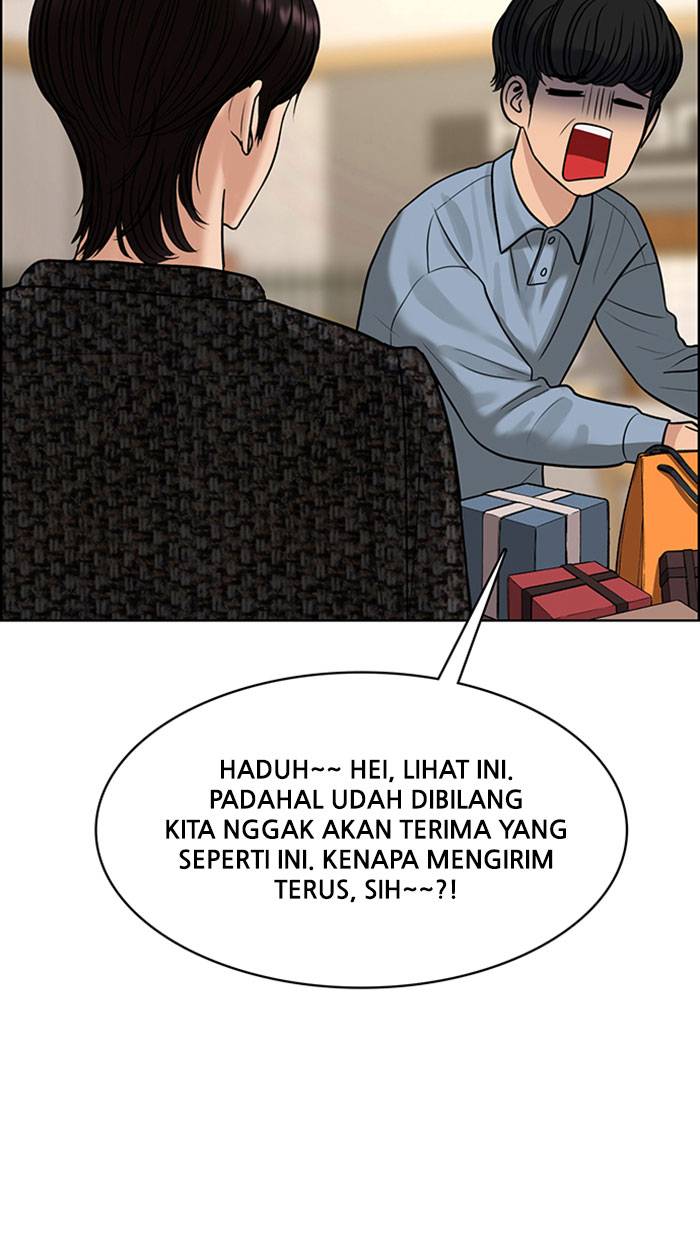 HADUH~~ HEI, LIHAT INI.
PADAHAL UDAH DIBILANG
KITA NGGAK AKAN TERIMA YANG
SEPERTI INI. KENAPA MENGIRIM
TERUS, SIH~~?!